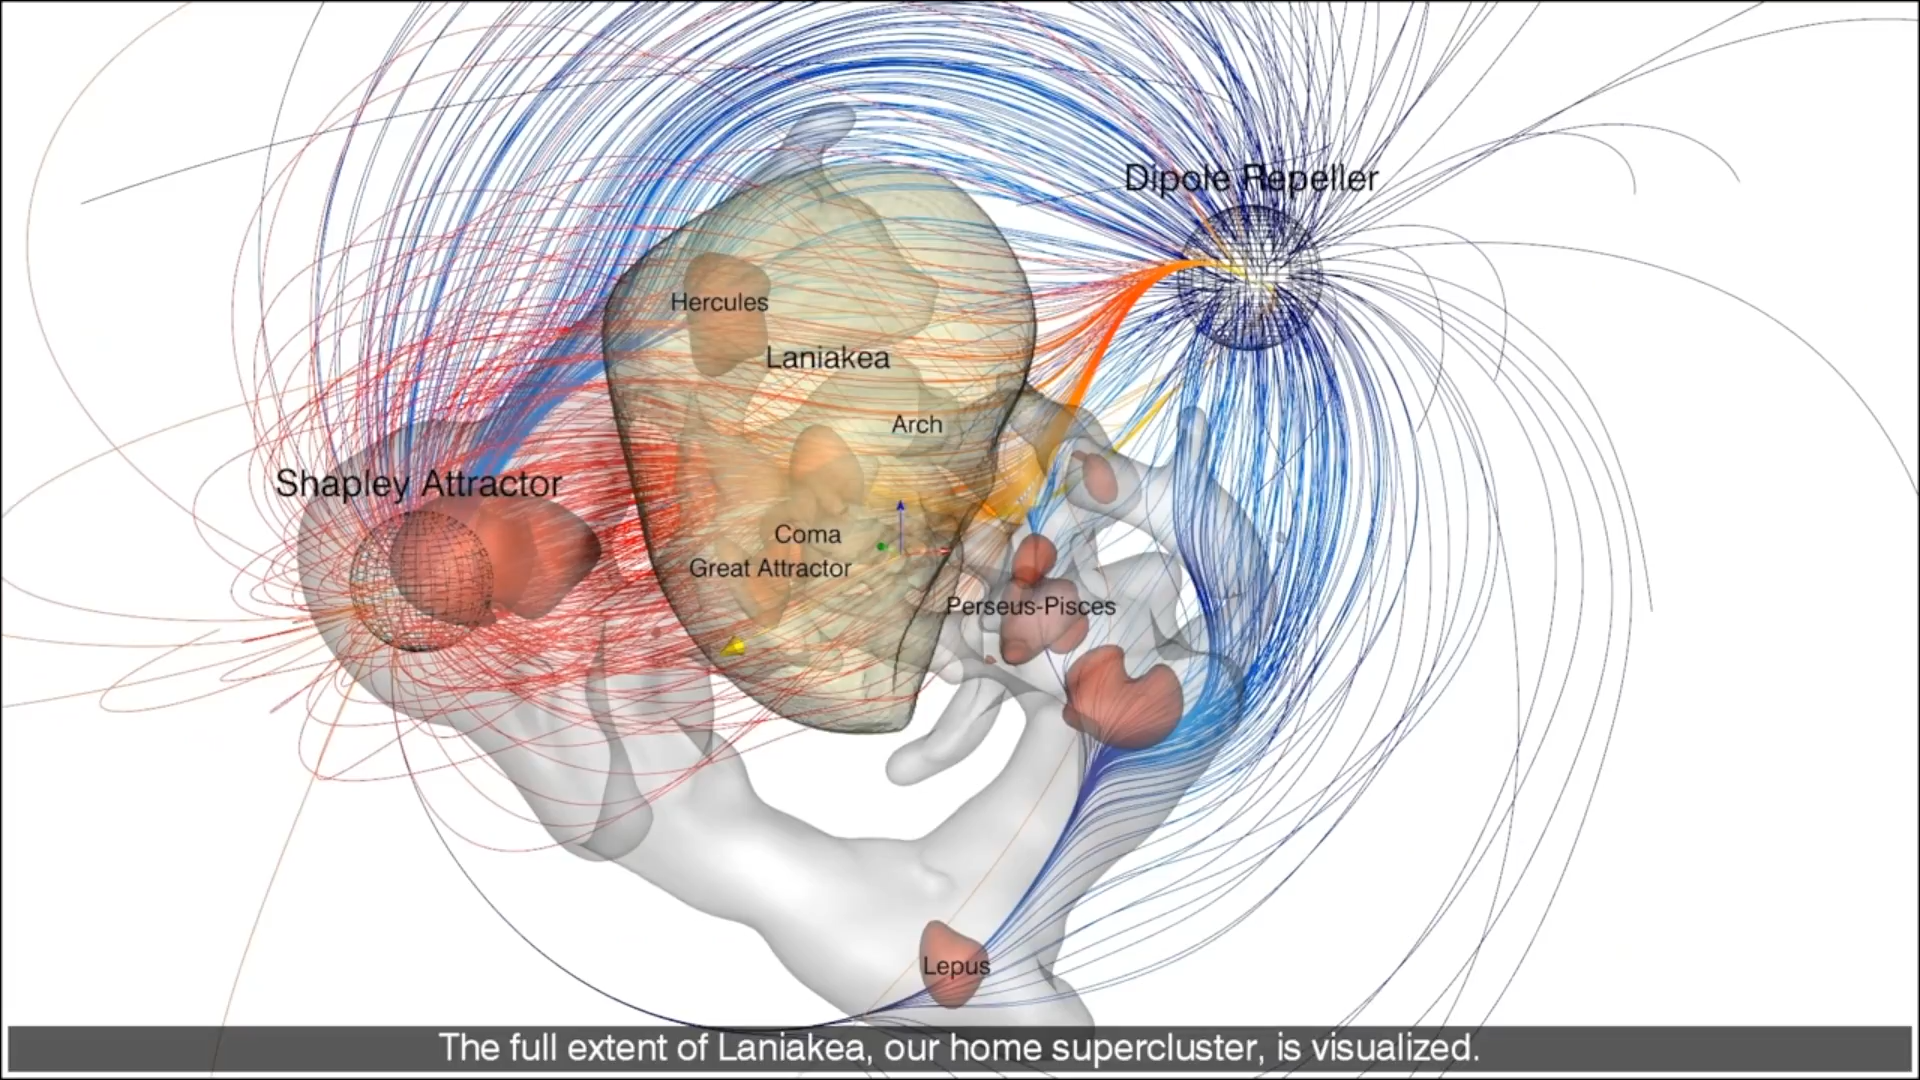 Dipole Repeller
Hercules
Laniakea
Arch
Shapley Attractor
Coma
Great Attractor
Perseus-Pisces
Lepus
The full extent of Laniakea, our home supercluster, is visualized.